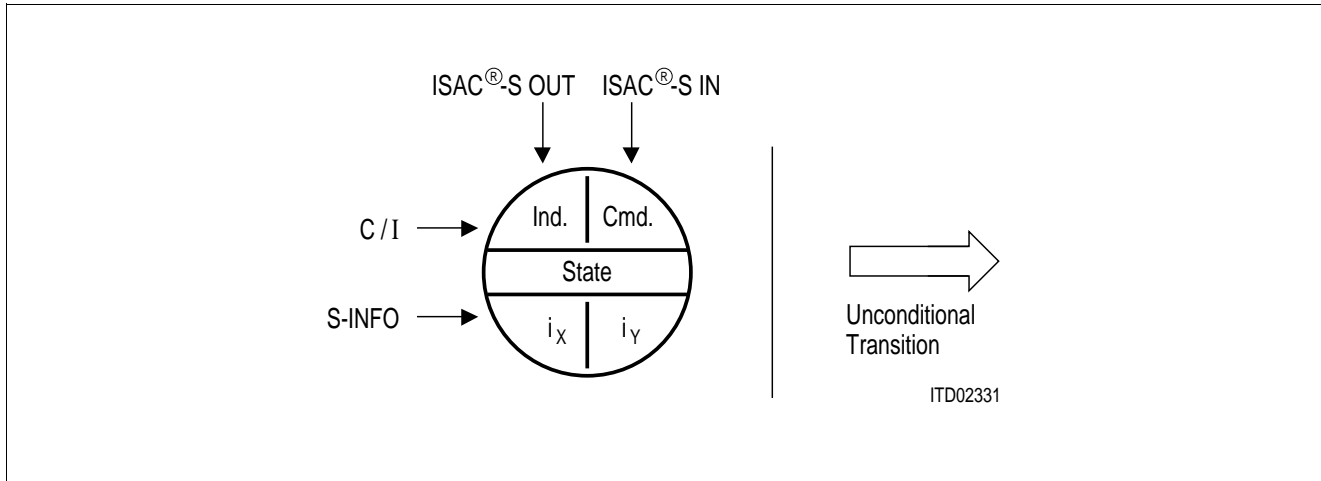 ISAC®-S OUT ISAC®-S IN
Ind. Cmd.
C/I
State
S-INFO
iX iY
Unconditional
Transition
ITD02331